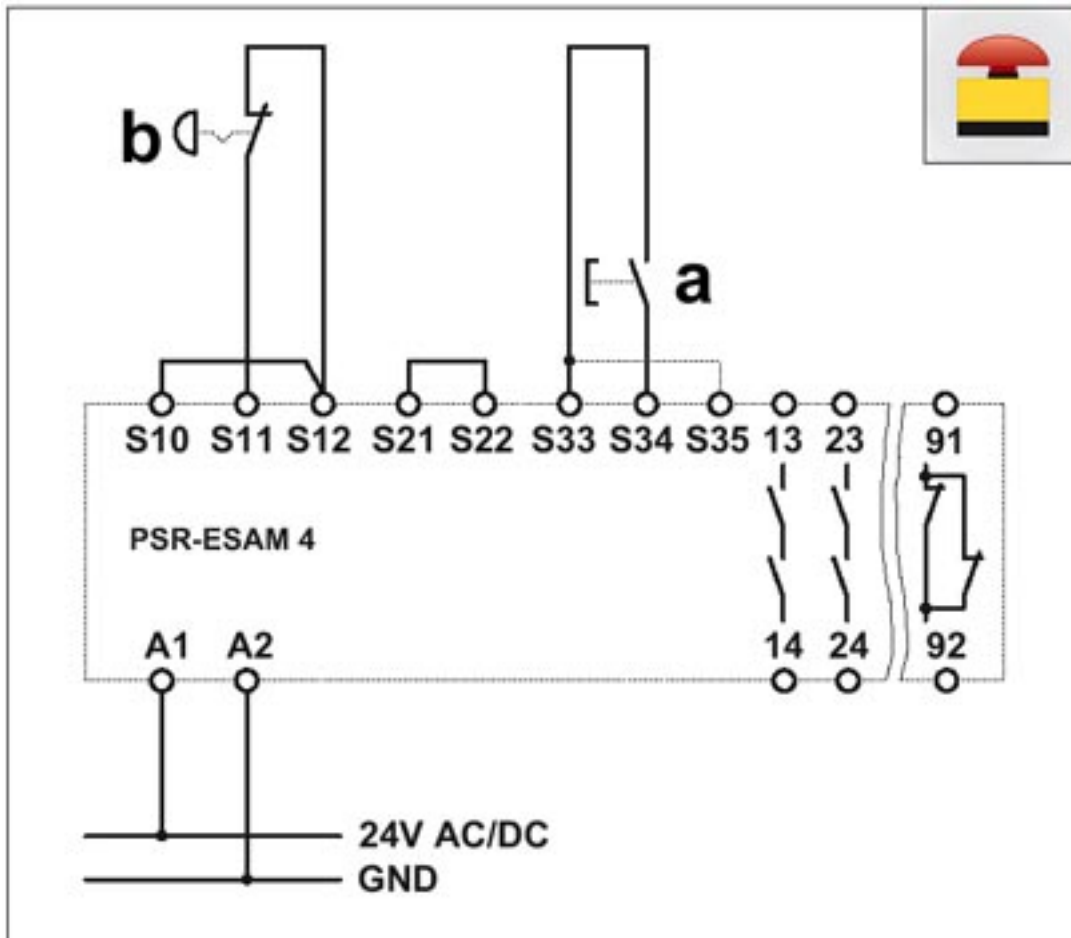 b
a
S10 S11 S12 S21 S22 S33 S34 S35 13 23 91
PSR-ESAM 4
A1 A2 14 24 92
24V AC/DC
GND